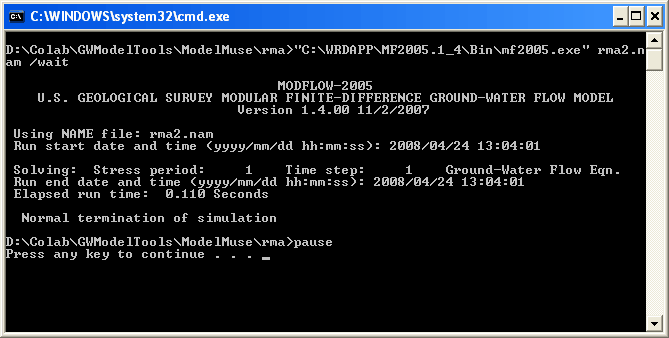 C:\WINDOWS\system32\cmd.exe
D:\Colab\GWModelTools\ModelMuse\rma>"C:\WRDAPP\MF2005.1_4\Bin\mf2005.exe" rma2.n
am /wait
MODFLOW-2005
U.S. GEOLOGICAL SURVEY MODULAR FINITE-DIFFERENCE GROUND-WATER FLOW MODEL
Version 1.4.00 11/2/2007
Using NAME file: rma2.nam
Run start date and time (yyyy/mm/dd hh:mm:ss): 2008/04/24 13:04:01
Solving:  Stress period:     1    Time step:     1    Ground-Water Flow Eqn.
Run end date and time (yyyy/mm/dd hh:mm:ss): 2008/04/24 13:04:01
Elapsed run time:  0.110 Seconds
Normal termination of simulation
D:\Colab\GWModelTools\ModelMuse\rma>pause
Press any key to continue . . . _